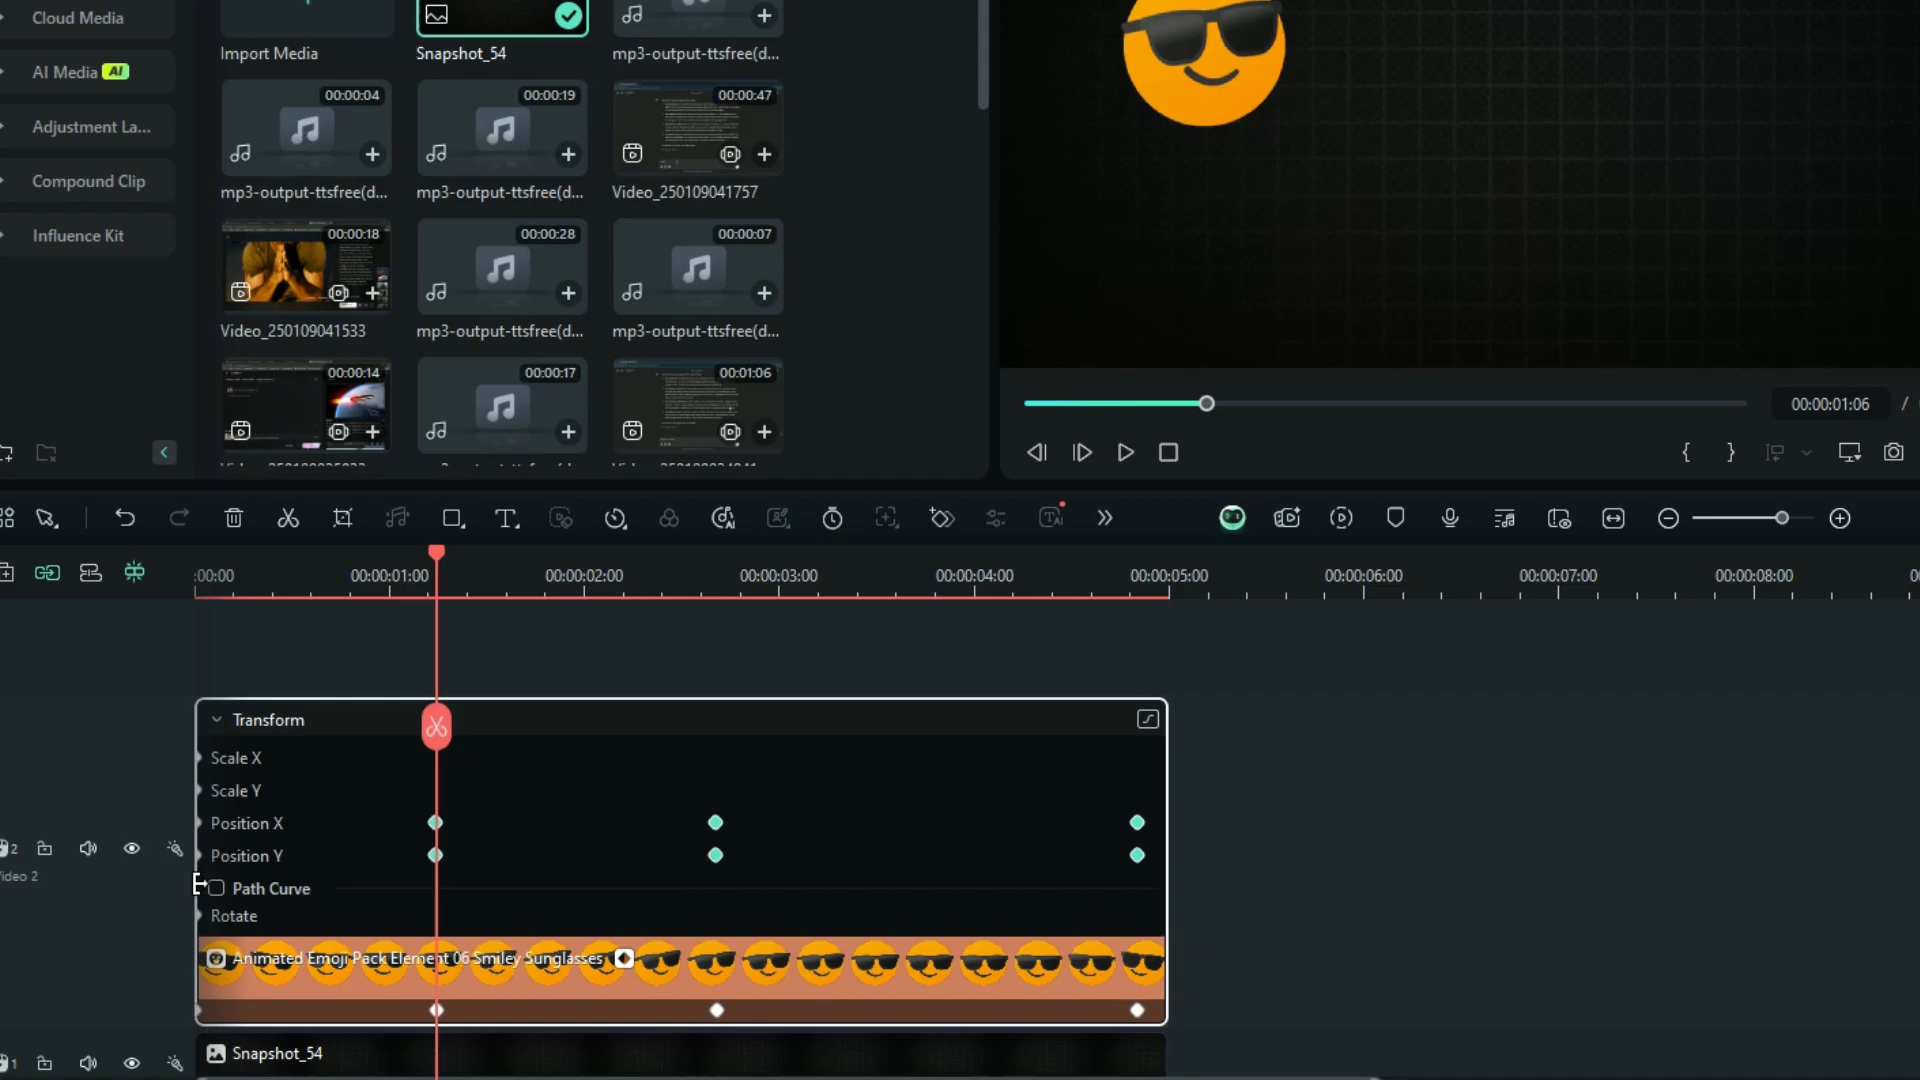 Cloud Media
AI Media AI
Adjustment La...
Compound Clip
Influence Kit
Import Media
Snapshot_54
mp3-output-ttsfree(d...
00:00:04
00:00:19
00:00:47
mp3-output-ttsfree(d...
mp3-output-ttsfree(d...
Video_250109041757
00:00:18
00:00:28
00:00:07
Video_250109041533
mp3-output-ttsfree(d...
mp3-output-ttsfree(d...
00:00:14
00:00:17
00:01:06
00:00:01:06 /
:00:00
00:00:01:00
00:00:02:00
00:00:03:00
00:00:04:00
00:00:05:00
00:00:06:00
00:00:07:00
00:00:08:00
Transform
Scale X
Scale Y
Position X
Position Y
Path Curve
Rotate
2
ideo 2
Animated Emoji Pack Element 06 Smiley Sunglasses
1
Snapshot_54